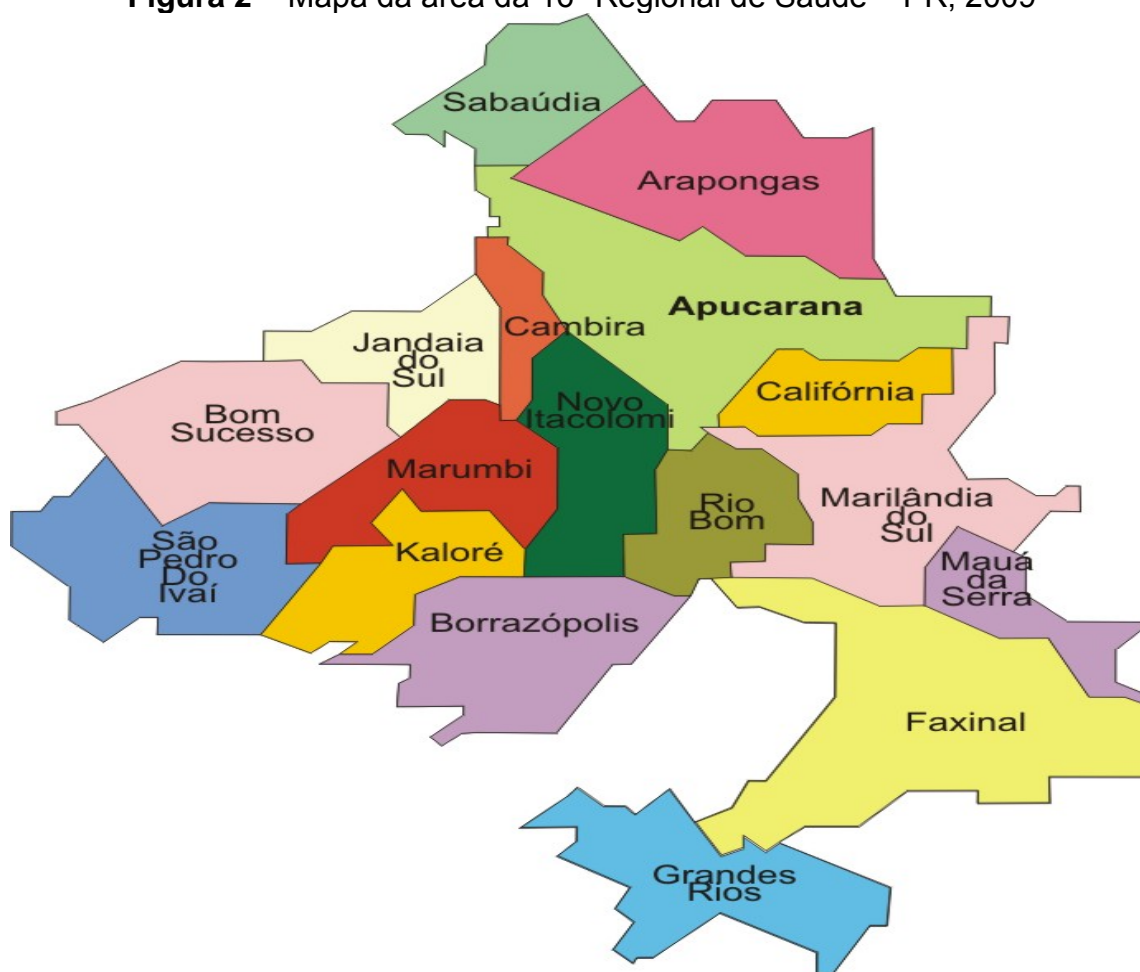 Figura 2 – Mapa da área da 16ª Regional de Saúde – PR, 2009
Sabaúdia
Arapongas
Apucarana
Cambira
Jandaia
do
Sul
Califórnia
Novo
Itacolomi
Bom
Sucesso
Marumbi
Rio
Bom
Marilândia
do
Sul
São
Pedro
Do
Ivaí
Kaloré
Mauá
da
Serra
Borrazópolis
Faxinal
Grandes
Rios